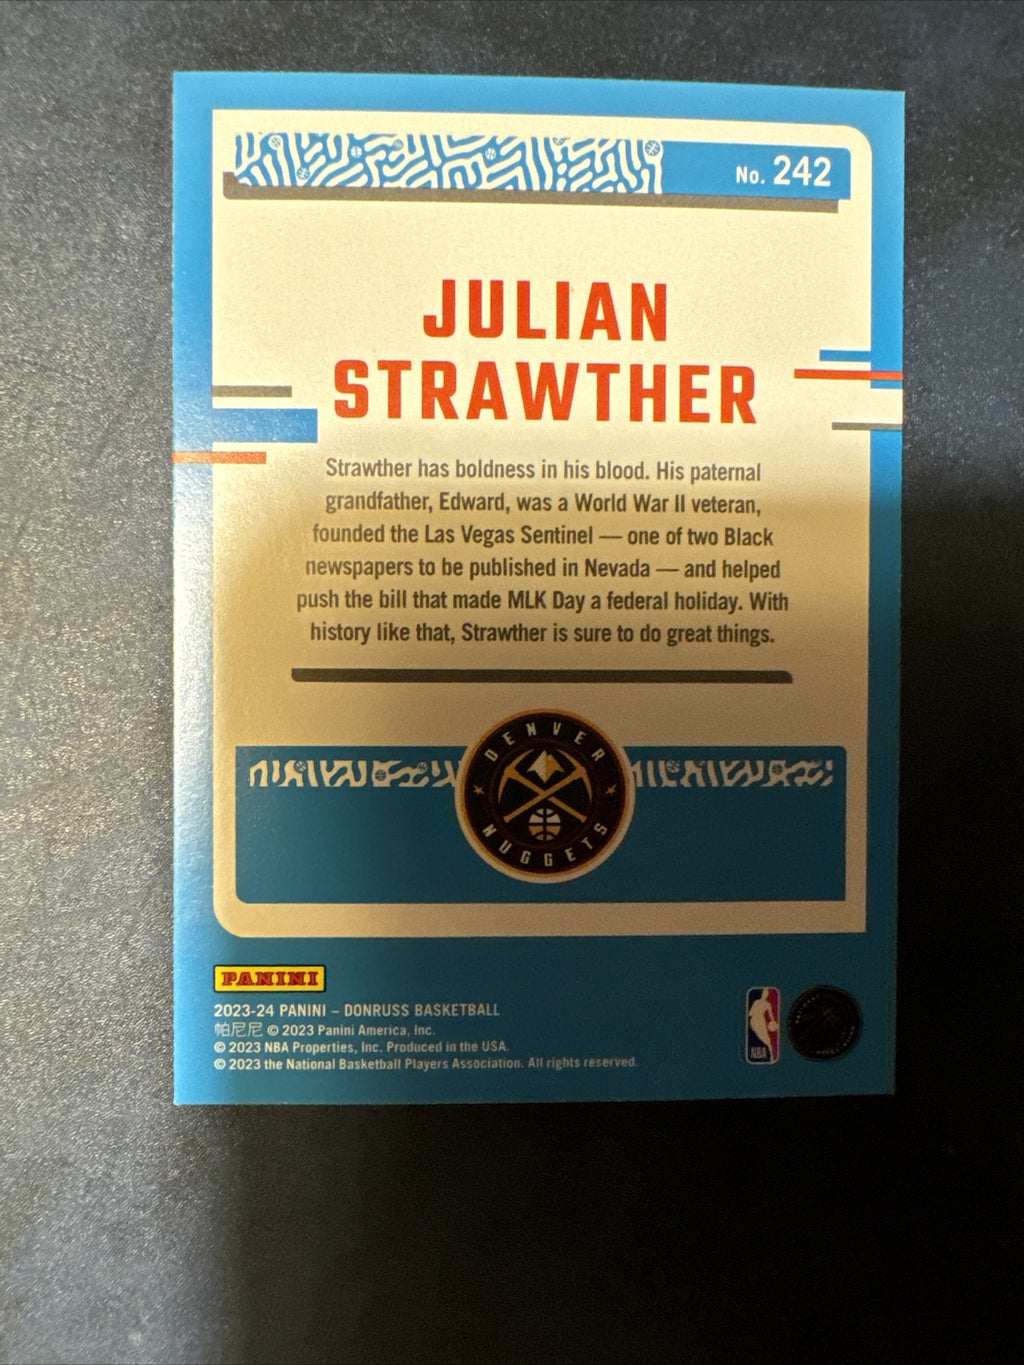 No. 242
JULIAN
STRAWTHER
Strawther has boldness in his blood. His paternal
grandfather, Edward, was a World War II veteran,
founded the Las Vegas Sentinel — one of two Black
newspapers to be published in Nevada — and helped
push the bill that made MLK Day a federal holiday. With
history like that, Strawther is sure to do great things.
DENVER
NUGGETS
PANINI
2023-24 PANINI – DONRUSS BASKETBALL
帕尼尼 © 2023 Panini America, Inc.
© 2023 NBA Properties, Inc. Produced in the USA.
© 2023 the National Basketball Players Association. All rights reserved.
NBA